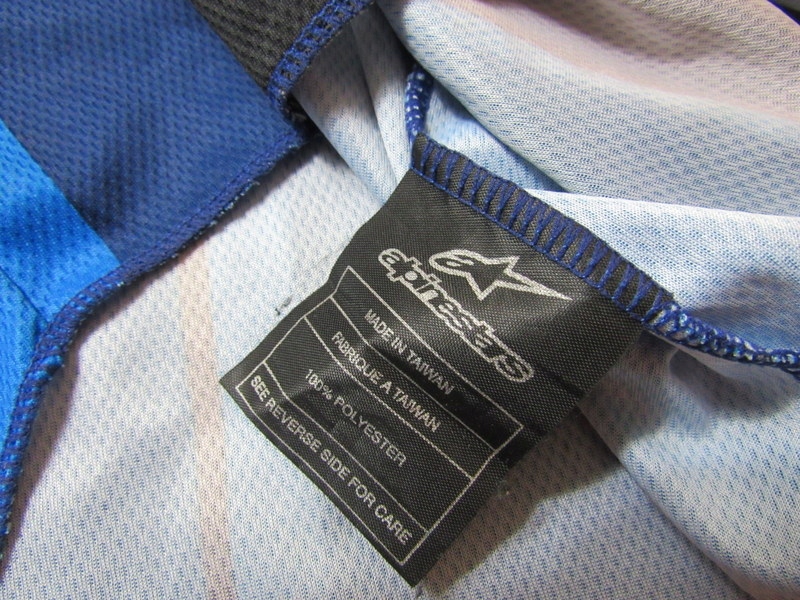 alpinestars
MADE IN TAIWAN
FABRIQUE A TAIWAN
100% POLYESTER
SEE REVERSE SIDE FOR CARE